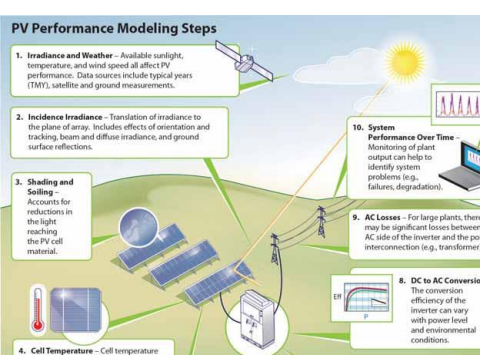 PV Performance Modeling Steps
1. Irradiance and Weather – Available sunlight,
temperature, and wind speed all affect PV
performance. Data sources include typical years
(TMY), satellite and ground measurements.
2. Incidence Irradiance – Translation of irradiance to
the plane of array. Includes effects of orientation and
tracking, beam and diffuse irradiance, and ground
surface reflections.
3. Shading and
Soiling –
Accounts for
reductions in
the light
reaching
the PV cell
material.
4. Cell Temperature – Cell temperature
10. System
Performance Over Time –
Monitoring of plant
output can help to
identify system
problems (e.g.,
failures, degradation).
9. AC Losses – For large plants, there
may be significant losses between
AC side of the inverter and the
interconnection (e.g., transformer
8. DC to AC
The conversion
efficiency of the
inverter can vary
with power level
and environmental
conditions.
Eff
P